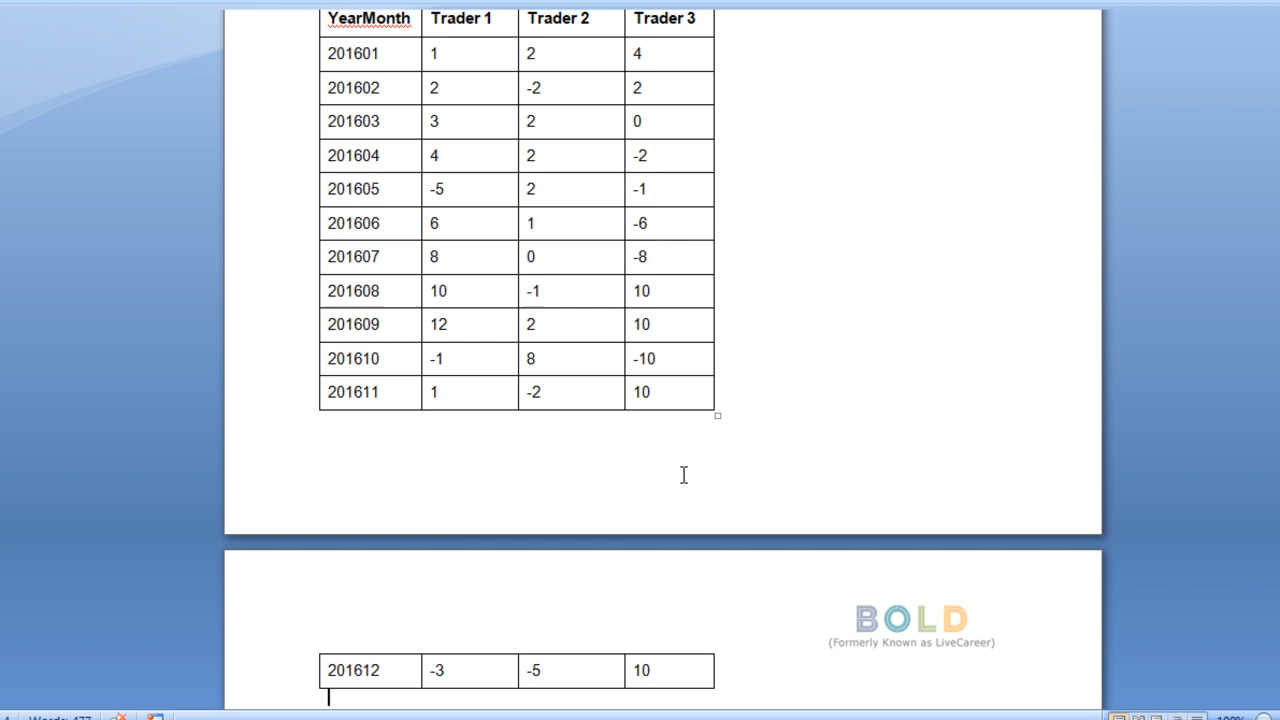 YearMonth Trader 1 Trader 2 Trader 3
201601 1 2 4
201602 2 -2 2
201603 3 2 0
201604 4 2 -2
201605 -5 2 -1
201606 6 1 -6
201607 8 0 -8
201608 10 -1 10
201609 12 2 10
201610 -1 8 -10
201611 1 -2 10
BOLD
(Formerly Known as LiveCareer)
201612 -3 -5 10
Words: 477
100%